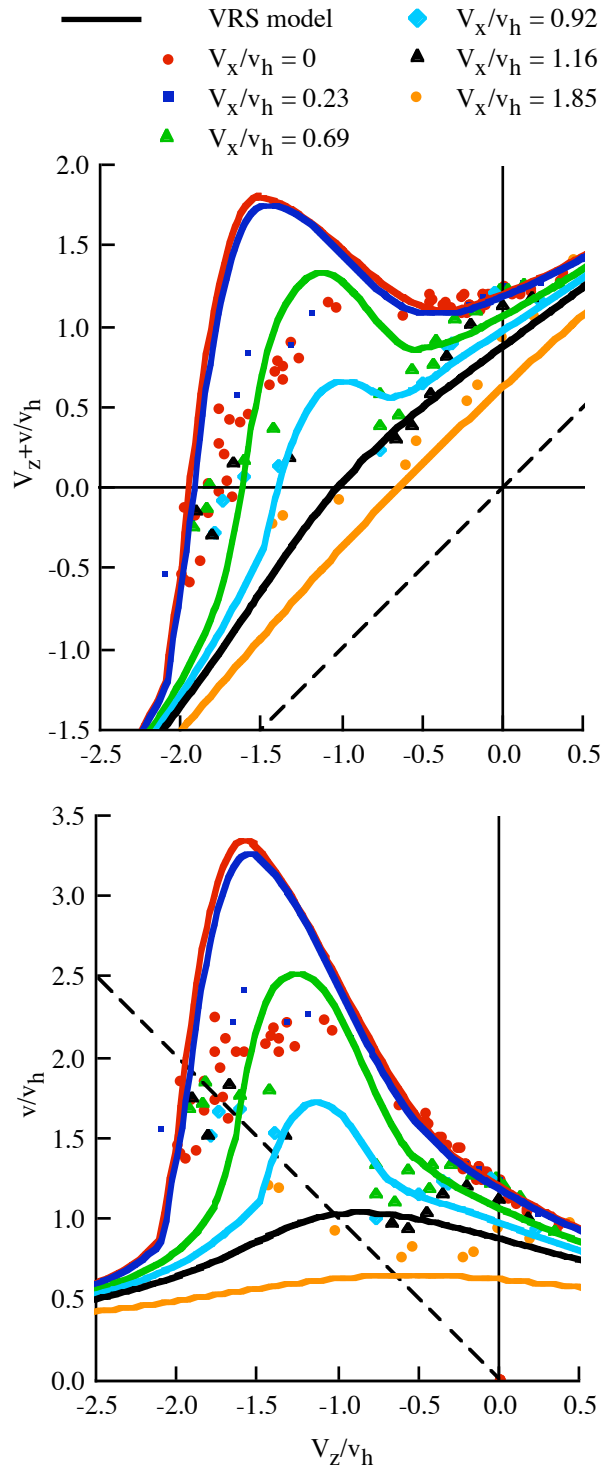 VRS model
V_x/v_h = 0
V_x/v_h = 0.23
V_x/v_h = 0.69
V_x/v_h = 0.92
V_x/v_h = 1.16
V_x/v_h = 1.85
2.0
1.5
1.0
0.5
0.0
-0.5
-1.0
-1.5
V_z+v/v_h
-2.5 -2.0 -1.5 -1.0 -0.5 0.0 0.5
3.5
3.0
2.5
2.0
1.5
1.0
0.5
0.0
v/v_h
-2.5 -2.0 -1.5 -1.0 -0.5 0.0 0.5
V_z/v_h